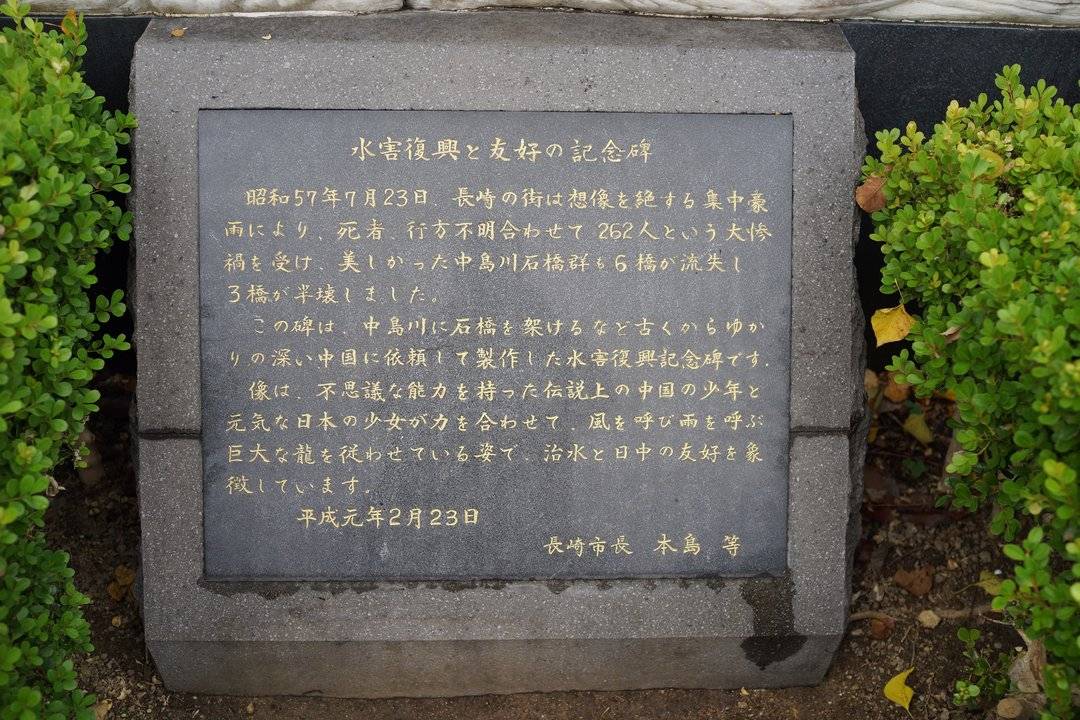 水害復興と友好の記念碑
昭和57年7月23日、長崎の街は想像を絶する集中豪
雨により、死者、行方不明合わせて 262人という大惨
禍を受け、美しかった中島川石橋群も6橋が流失し
3橋が半壊しました。
この碑は、中島川に石橋を架けるなど古くからゆか
りの深い中国に依頼して製作した水害復興記念碑です.
像は、不思議な能力を持った伝説上の中国の少年と
元気な日本の少女が力を合わせて、風を呼び雨を呼ぶ
巨大な龍を従わせている姿で、治水と日中の友好を象
徴しています。
平成元年2月23日
長崎市長 本島 等